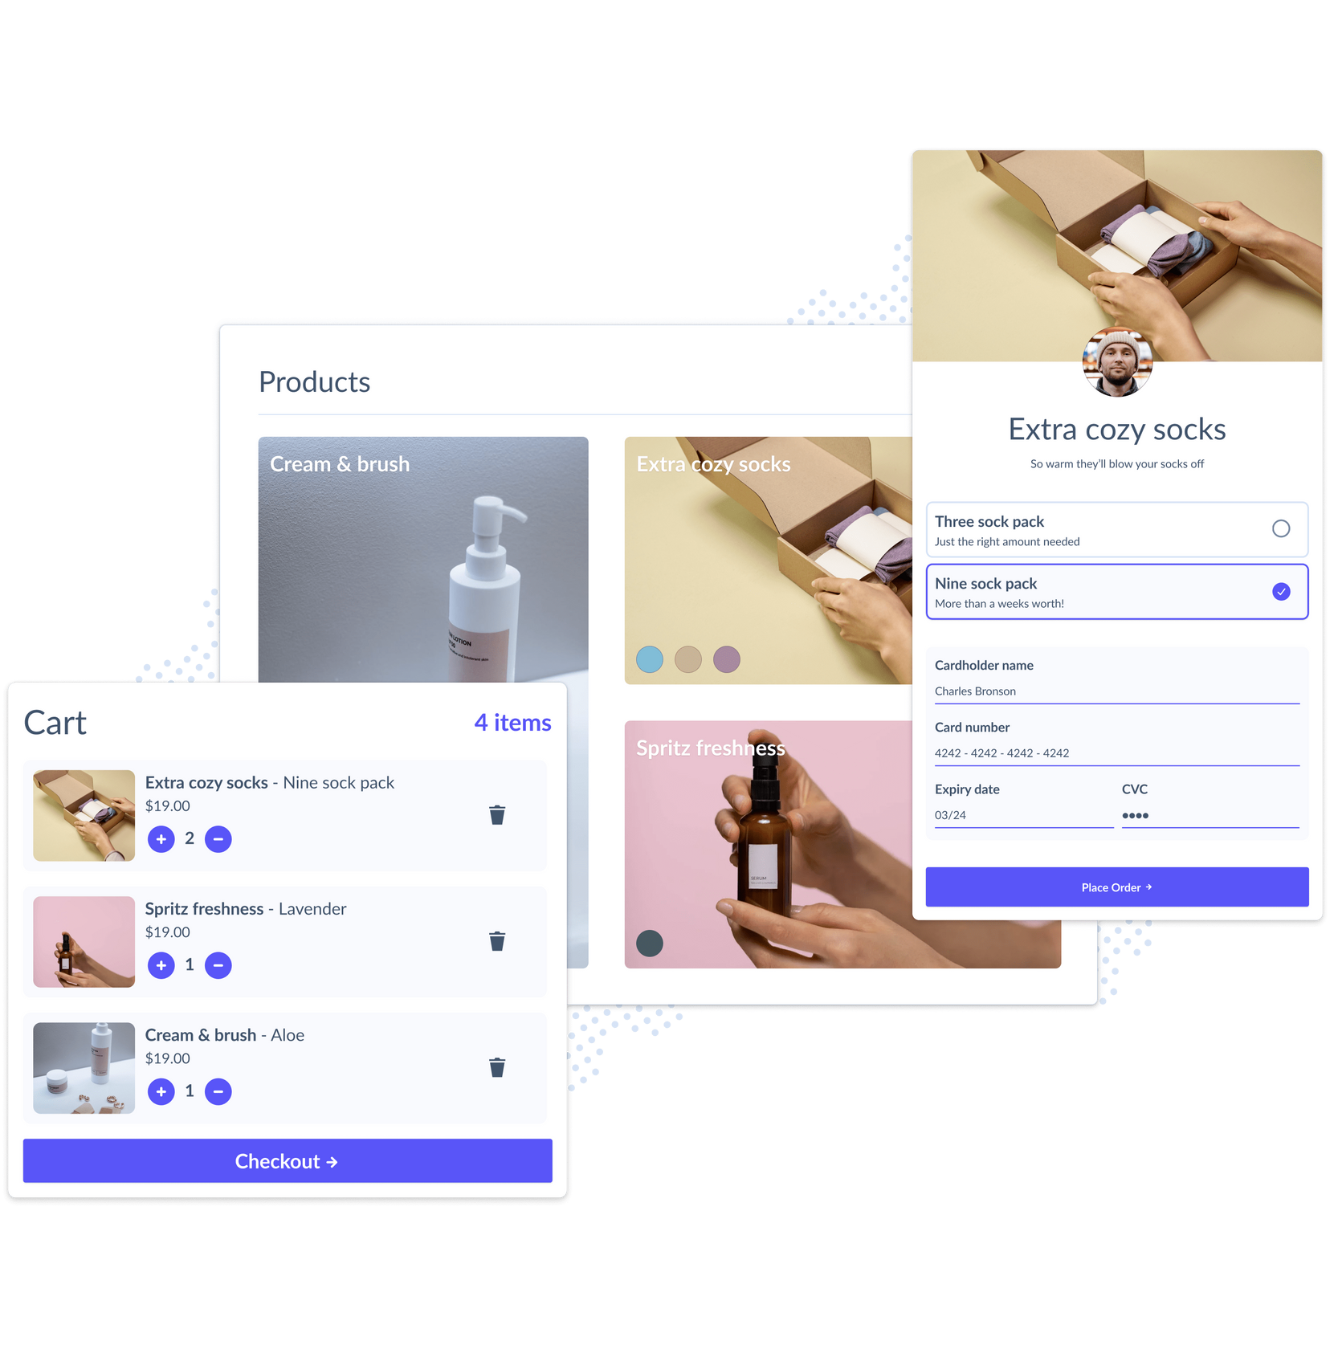 Products
Cream & brush
LOTION
Extra cozy socks
Spritz freshness
SERUM
Extra cozy socks
So warm they'll blow your socks off
Three sock pack
Just the right amount needed
Nine sock pack
More than a weeks worth!
Cardholder name
Charles Bronson
Card number
4242 - 4242 - 4242 - 4242
Expiry date
CVC
03/24
••••
Place Order →
Cart
4 items
Extra cozy socks - Nine sock pack
$19.00
+ 2 −
Spritz freshness - Lavender
$19.00
+ 1 −
Cream & brush - Aloe
$19.00
+ 1 −
Checkout →